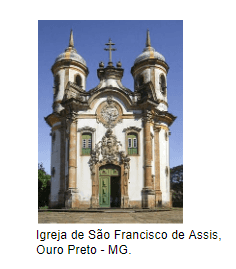 Igreja de São Francisco de Assis,
Ouro Preto - MG.